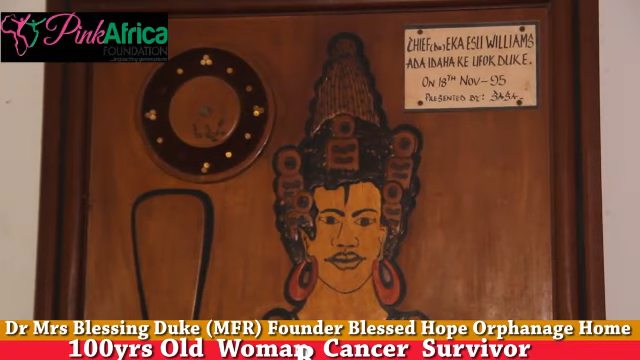 PinkAfrica
FOUNDATION
CHIEF, (Dr.) EKA ESU WILLIAMS
ADA IDAHA KE UFOK DUKE.
ON 18TH NOV-95
PRESENTED BY:
Dr Mrs Blessing Duke (MFR) Founder Blessed Hope Orphanage Home
100yrs Old Woman Cancer Survivor